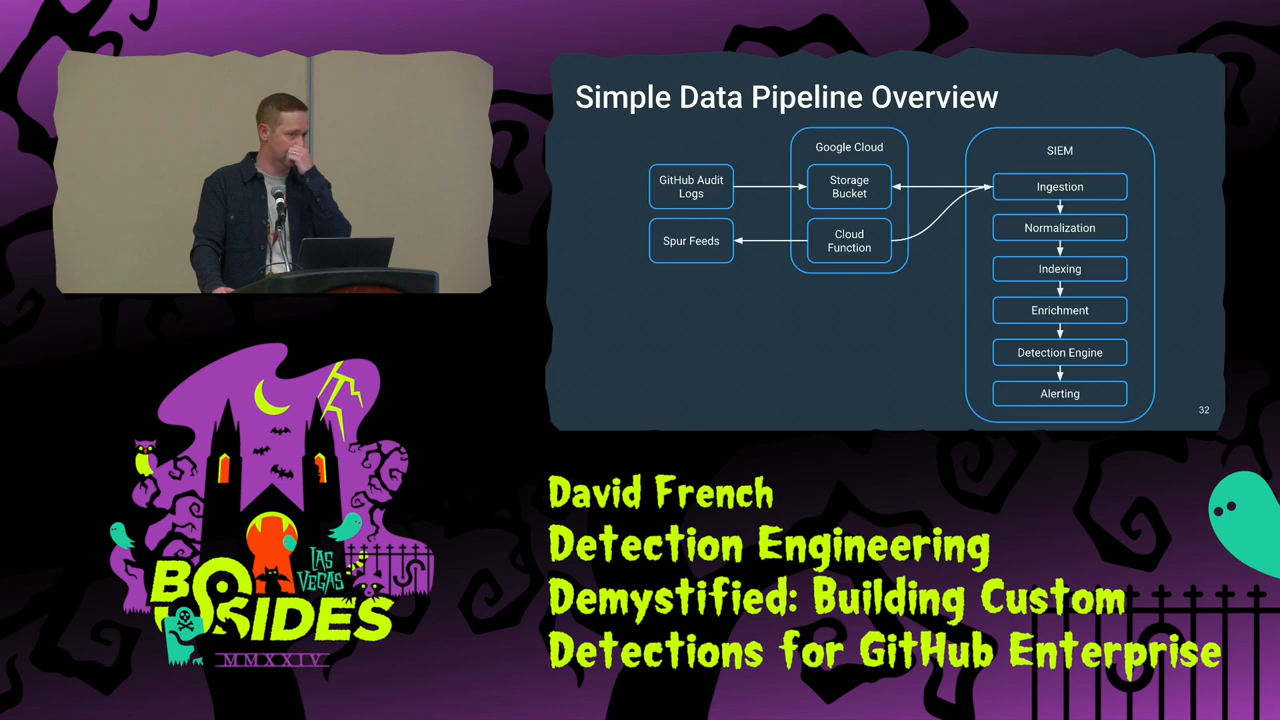 Simple Data Pipeline Overview
Google Cloud
SIEM
GitHub Audit
Logs
Storage
Bucket
Ingestion
Spur Feeds
Cloud
Function
Normalization
Indexing
Enrichment
Detection Engine
Alerting
32
BSIDES
LAS
VEGAS
MMXXIV
David French
Detection Engineering
Demystified: Building Custom
Detections for GitHub Enterprise